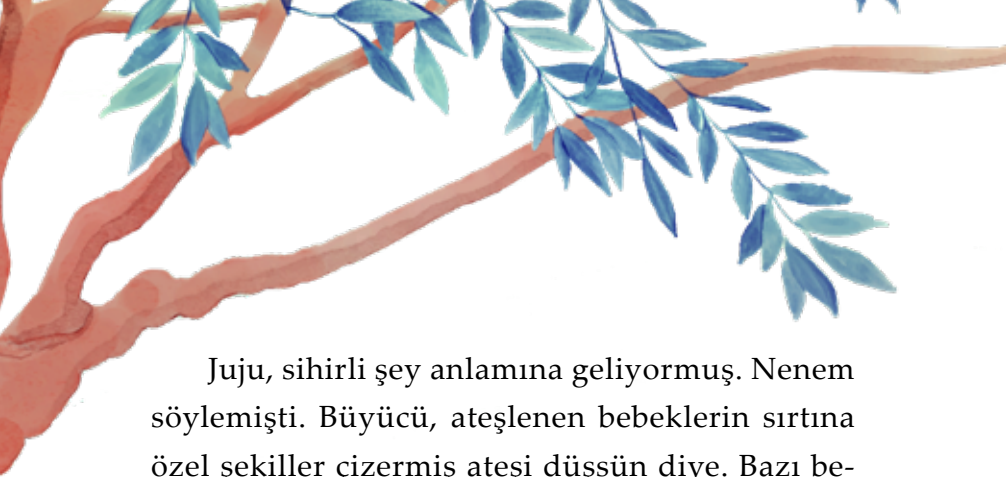 Juju, sihirli şey anlamına geliyormuş. Nenem
söylemişti. Büyücü, ateşlenen bebeklerin sırtına
özel şekiller çizermiş ateşi düşsün diye. Bazı be-